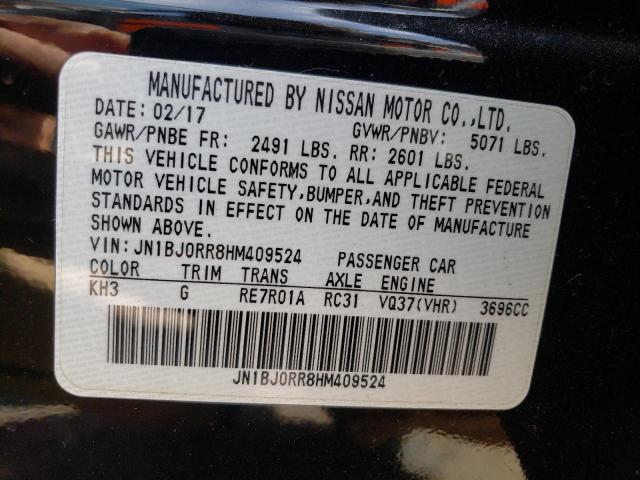 MANUFACTURED BY NISSAN MOTOR CO.,LTD.
DATE: 02/17 GVWR/PNBV: 5071 LBS.
GAWR/PNBE FR: 2491 LBS. RR: 2601 LBS.
THIS VEHICLE CONFORMS TO ALL APPLICABLE FEDERAL
MOTOR VEHICLE SAFETY,BUMPER,AND THEFT PREVENTION
STANDARDS IN EFFECT ON THE DATE OF MANUFACTURE
SHOWN ABOVE.
VIN:JN1BJ0RR8HM409524 PASSENGER CAR
COLOR TRIM TRANS AXLE ENGINE
KH3 G RE7R01A RC31 VQ37(VHR) 3696CC
JN1BJ0RR8HM409524